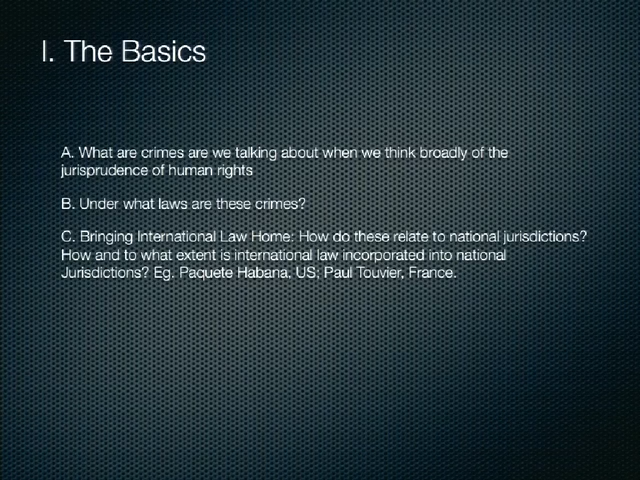 I. The Basics
A. What are crimes are we talking about when we think broadly of the
jurisprudence of human rights
B. Under what laws are these crimes?
C. Bringing International Law Home: How do these relate to national jurisdictions?
How and to what extent is international law incorporated into national
Jurisdictions? Eg. Paquete Habana, US; Paul Touvier, France.